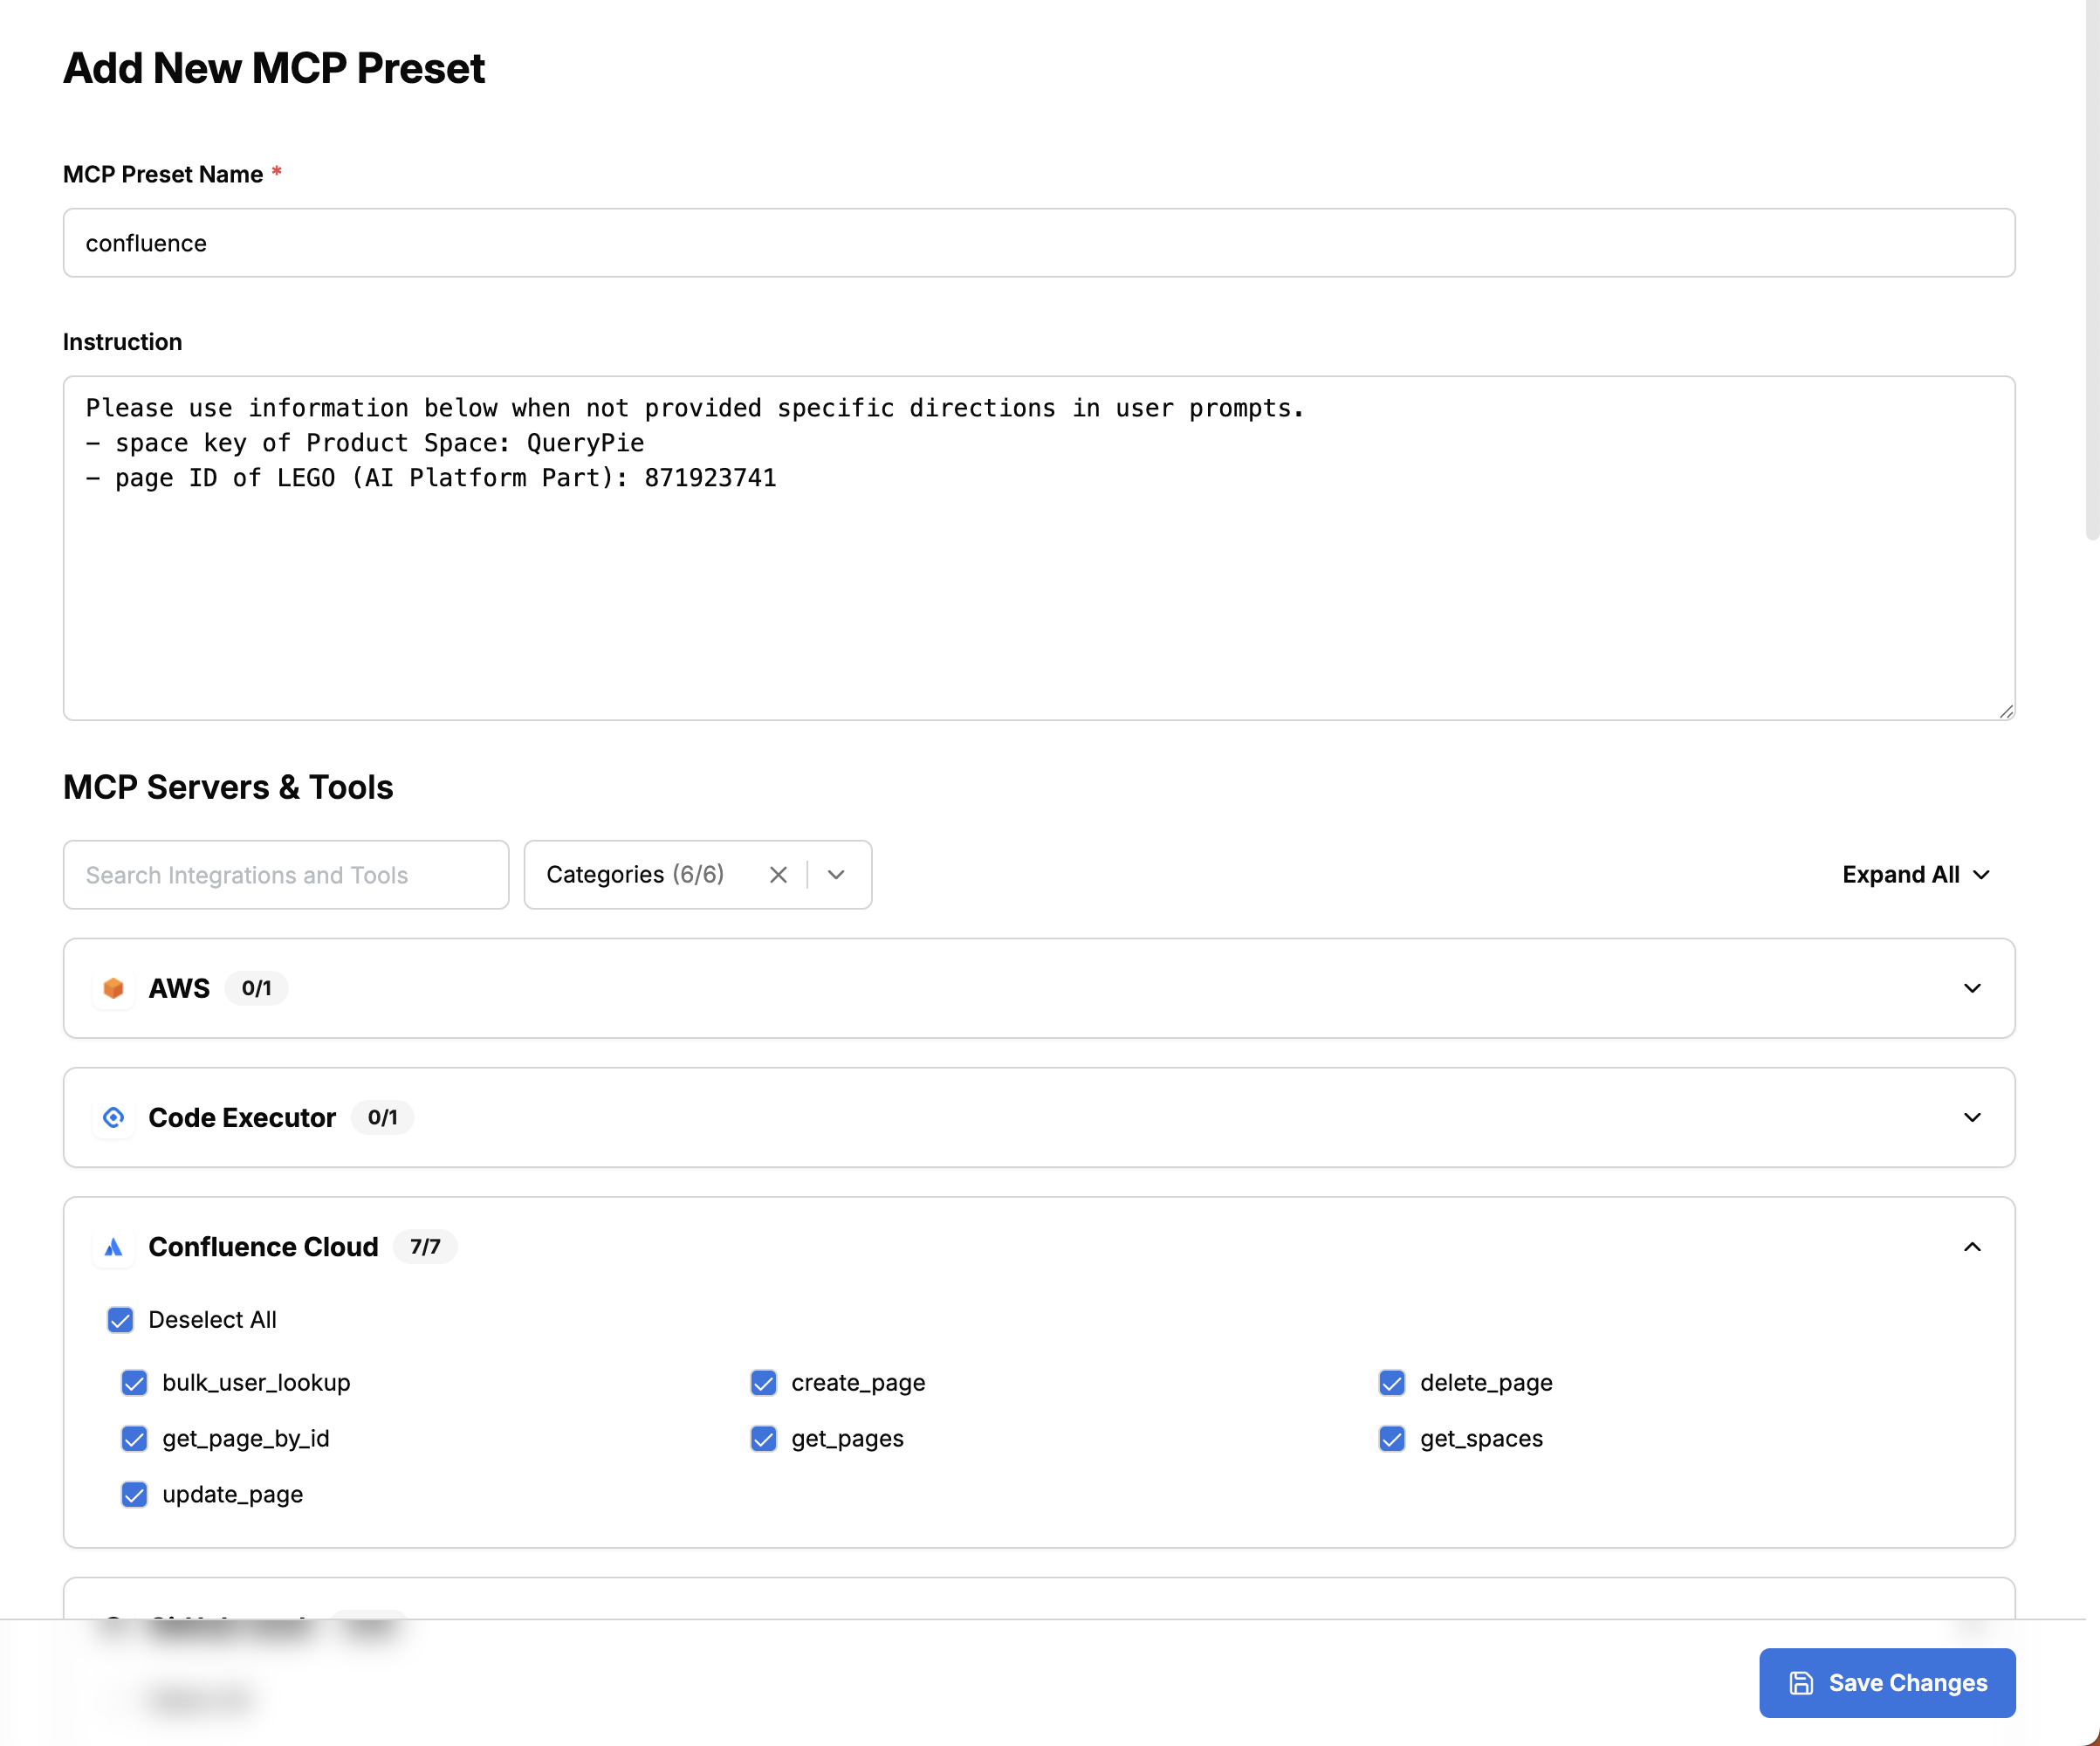 Add New MCP Preset
MCP Preset Name *
confluence
Instruction
Please use information below when not provided specific directions in user prompts.
- space key of Product Space: QueryPie
- page ID of LEGO (AI Platform Part): 871923741
MCP Servers & Tools
Search Integrations and Tools
Categories (6/6)
Expand All
AWS 0/1
Code Executor 0/1
Confluence Cloud 7/7
Deselect All
bulk_user_lookup create_page delete_page
get_page_by_id get_pages get_spaces
update_page
Save Changes